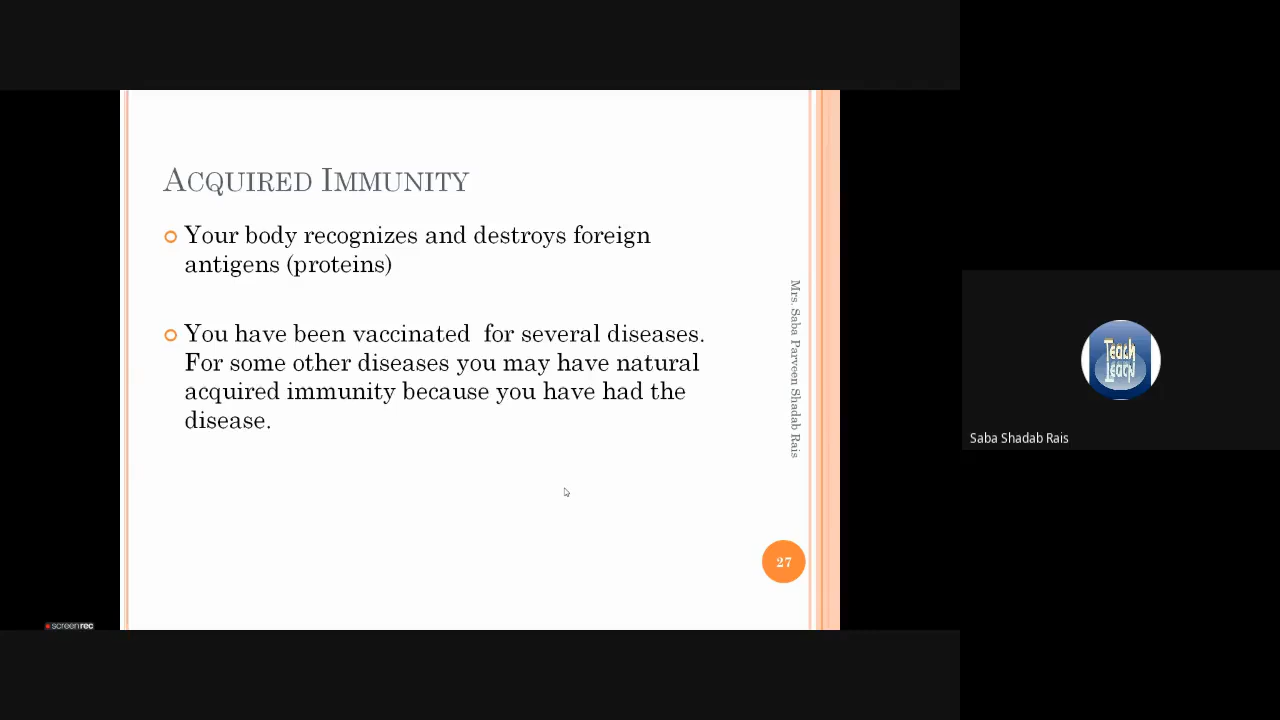 ACQUIRED IMMUNITY
Your body recognizes and destroys foreign
antigens (proteins)
You have been vaccinated for several diseases.
For some other diseases you may have natural
acquired immunity because you have had the
disease.
Mrs. Saba Parveen Shadab Rais
27
screenrec
Teach
Learn
Saba Shadab Rais